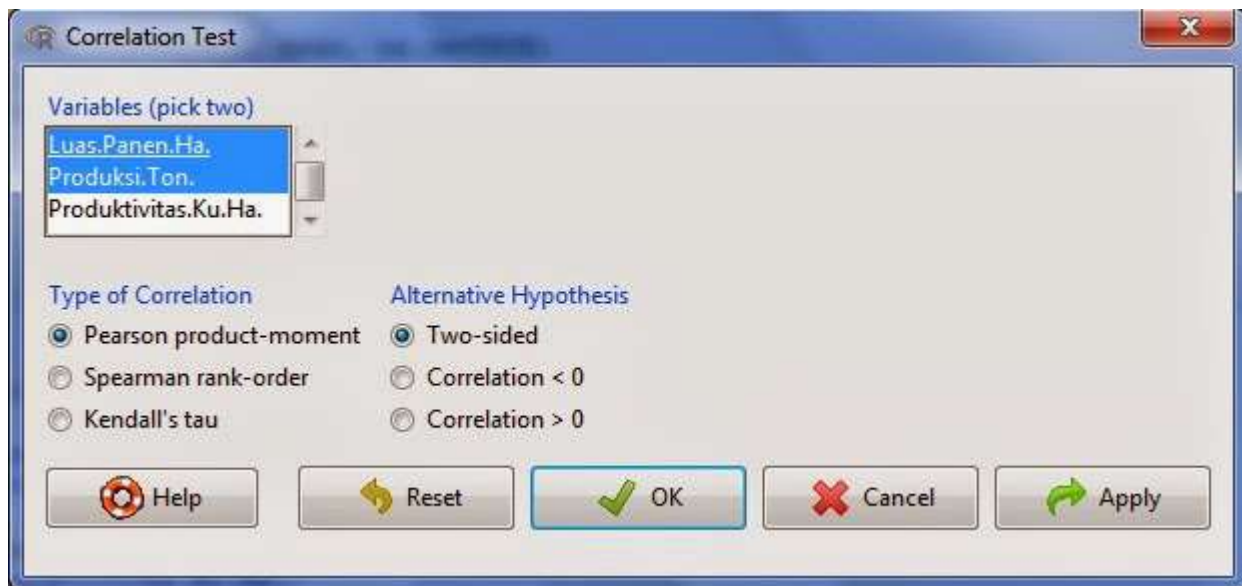 Correlation Test
Variables (pick two)
Luas.Panen.Ha.
Produksi.Ton.
Produktivitas.Ku.Ha.
Type of Correlation
Pearson product-moment
Spearman rank-order
Kendall's tau
Alternative Hypothesis
Two-sided
Correlation < 0
Correlation > 0
Help
Reset
OK
Cancel
Apply